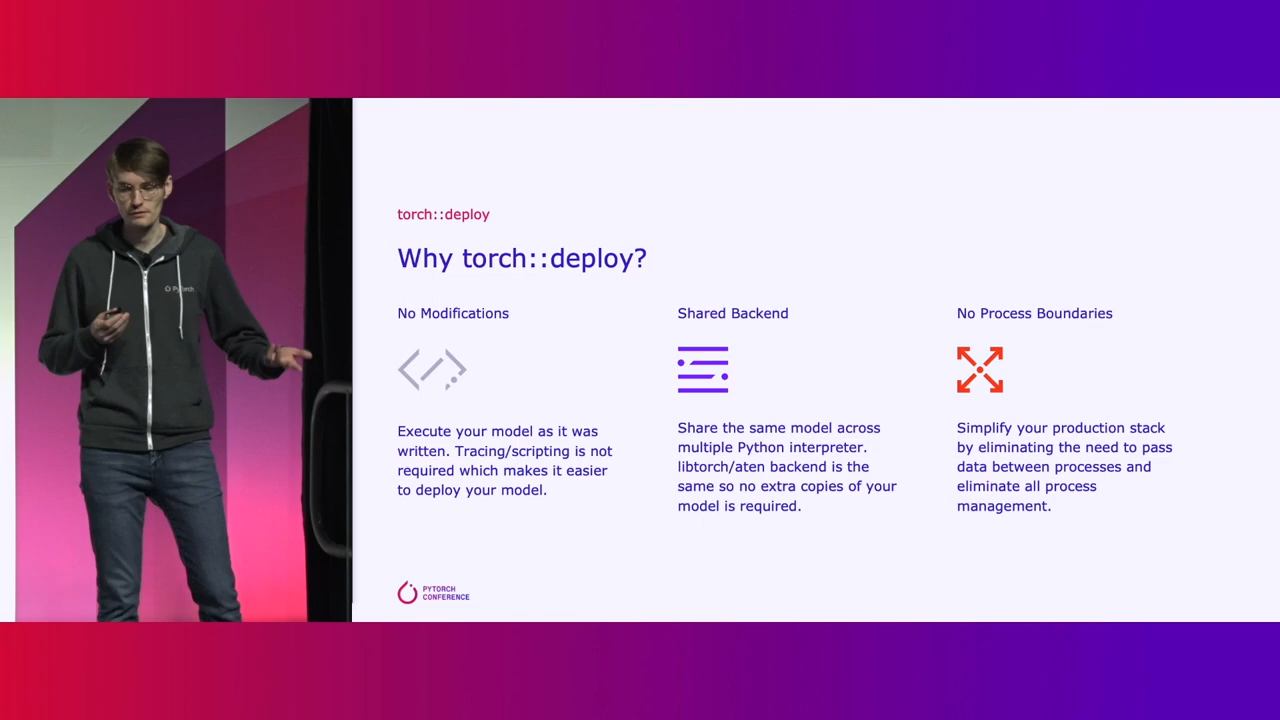 torch::deploy
Why torch::deploy?
No Modifications
Execute your model as it was
written. Tracing/scripting is not
required which makes it easier
to deploy your model.
Shared Backend
Share the same model across
multiple Python interpreter.
libtorch/aten backend is the
same so no extra copies of your
model is required.
No Process Boundaries
Simplify your production stack
by eliminating the need to pass
data between processes and
eliminate all process
management.
PyTorch
PYTORCH
CONFERENCE